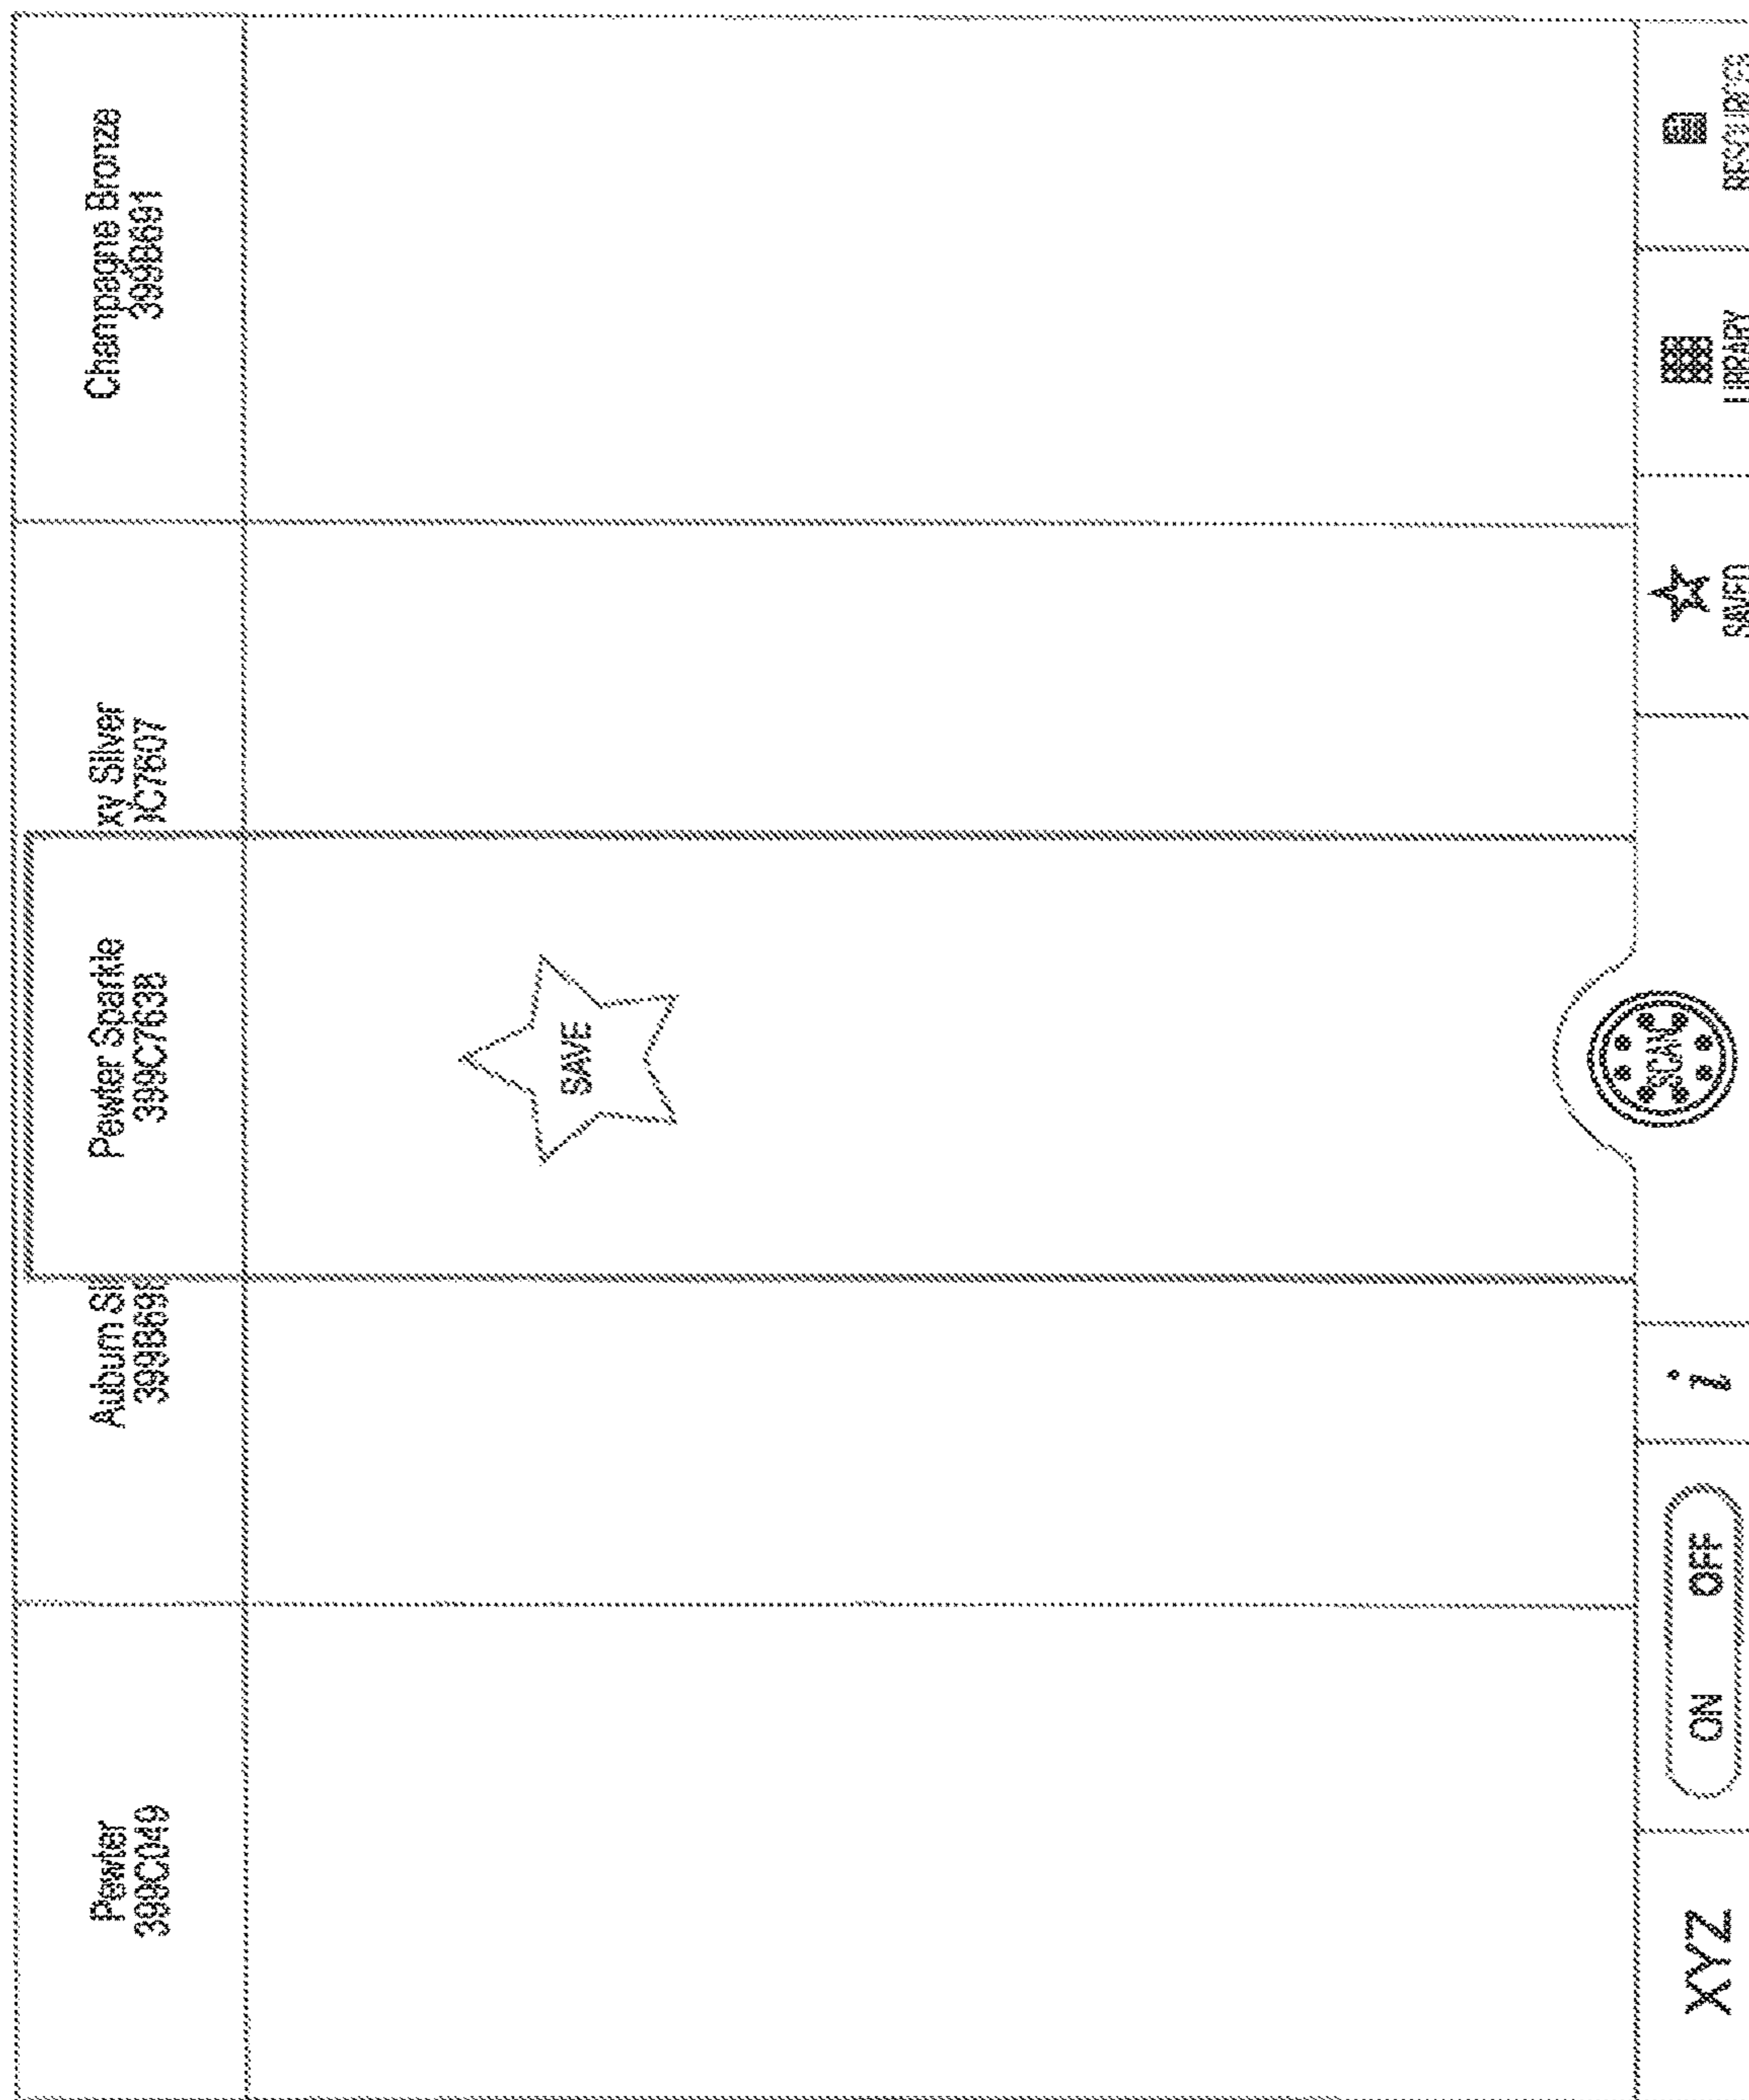 Pewter
399C049
Auburn Sil
399B69
Pewter Sparkle
399C7638
xy Silver
C7607
Champagne Bronze
399B691
SAVE
XYZ
ON OFF
i
SCAN
SAVED
LIBRARY
RESOURCES